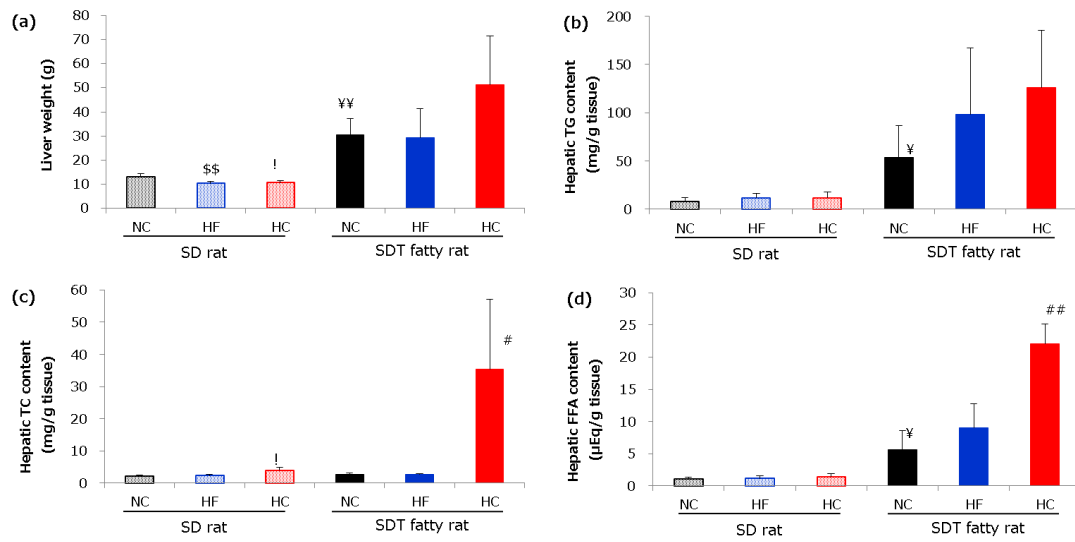 (a)
Liver weight (g)
80
70
60
50
40
30
20
10
0
$$
!
¥¥
NC HF HC NC HF HC
SD rat SDT fatty rat
(b)
Hepatic TG content
(mg/g tissue)
200
150
100
50
0
¥
NC HF HC NC HF HC
SD rat SDT fatty rat
(c)
Hepatic TC content
(mg/g tissue)
60
50
40
30
20
10
0
!
#
NC HF HC NC HF HC
SD rat SDT fatty rat
(d)
Hepatic FFA content
(μEq/g tissue)
30
25
20
15
10
5
0
¥
##
NC HF HC NC HF HC
SD rat SDT fatty rat